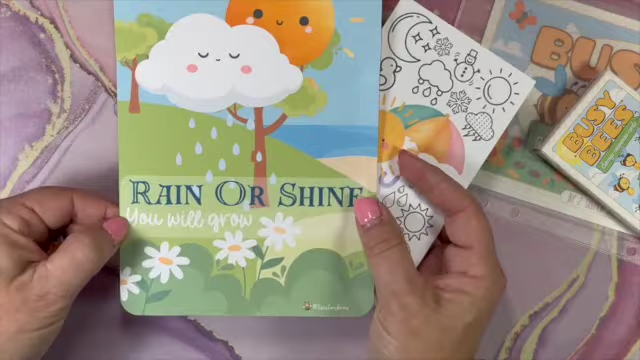 RAIN OR SHINE
You will grow
BUSY
BUSY
BEES